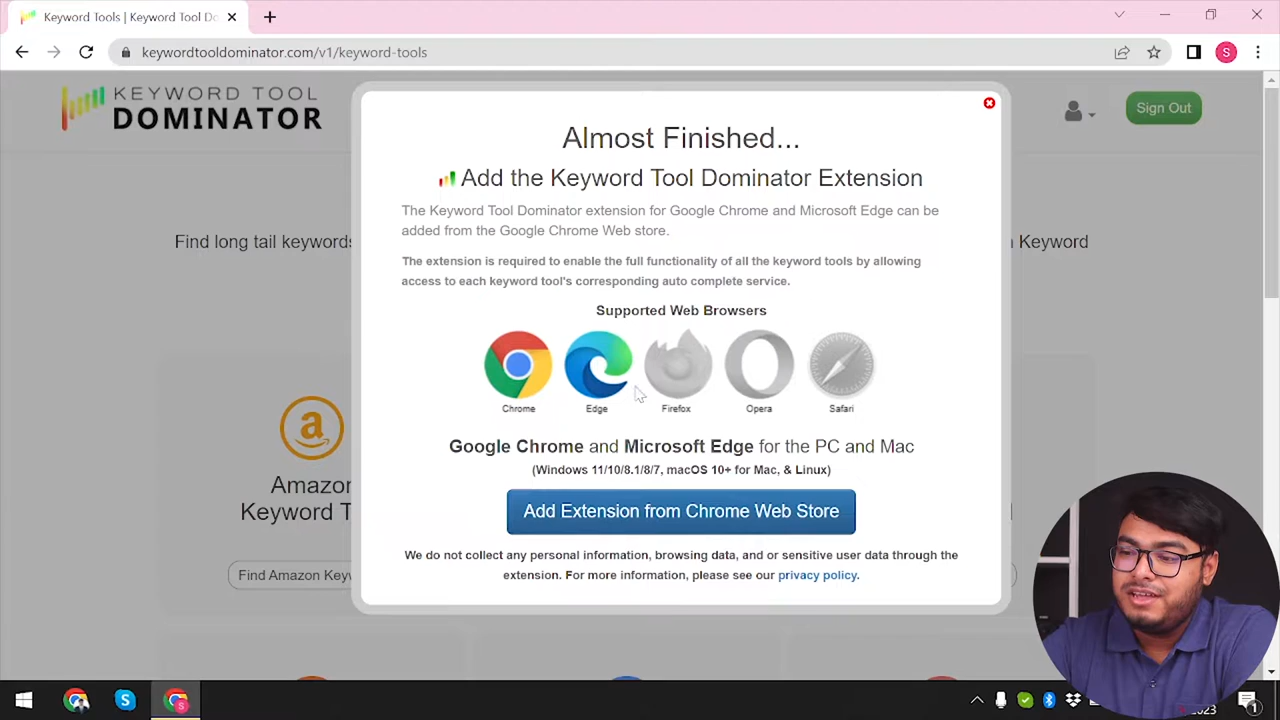 Keyword Tools | Keyword Tool Do
keywordtooldominator.com/v1/keyword-tools
S
KEYWORD TOOL
DOMINATOR
Sign Out
Almost Finished...
Add the Keyword Tool Dominator Extension
The Keyword Tool Dominator extension for Google Chrome and Microsoft Edge can be
added from the Google Chrome Web store.
Find long tail keywords
Keyword
The extension is required to enable the full functionality of all the keyword tools by allowing
access to each keyword tool's corresponding auto complete service.
Supported Web Browsers
Chrome
Edge
Firefox
Opera
Safari
a
Amazon
Keyword T
Google Chrome and Microsoft Edge for the PC and Mac
(Windows 11/10/8.1/8/7, macOS 10+ for Mac, & Linux)
Add Extension from Chrome Web Store
We do not collect any personal information, browsing data, and or sensitive user data through the
extension. For more information, please see our privacy policy.
Find Amazon Keyw
2023
1